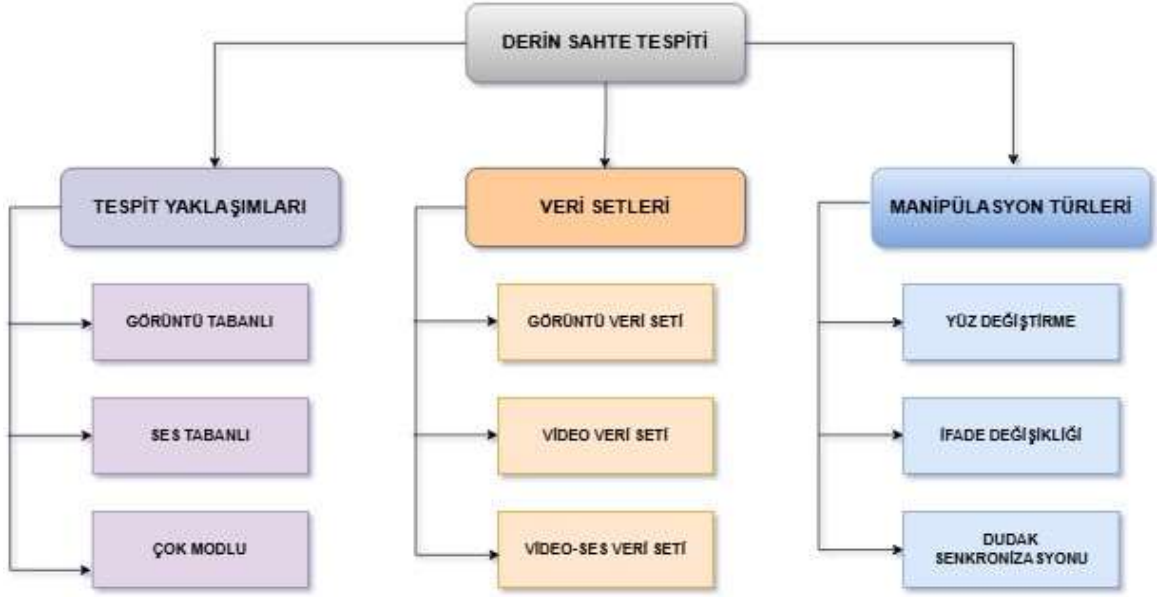 DERİN SAHTE TESPİTİ
TESPİT YAKLAŞIMLARI
GÖRÜNTÜ TABANLI
SES TABANLI
ÇOK MODLU
VERİ SETLERİ
GÖRÜNTÜ VERİ SETİ
VİDEO VERİ SETİ
VİDEO-SES VERİ SETİ
MANİPÜLASYON TÜRLERİ
YÜZ DEĞİŞTİRME
İFADE DEĞİŞİKLİĞİ
DUDAK
SENKRONİZASYONU